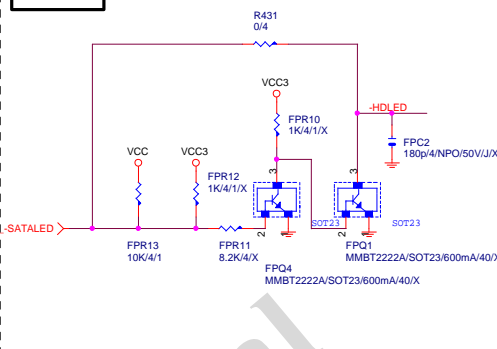 R431
0/4
VCC3
-HDLED
FPR10
1K/4/1/X
FPC2
180p/4/NPO/50V/J/X
VCC
VCC3
FPR12
1K/4/1/X
3
3
-SATALED
2
1
SOT23
2
1
SOT23
FPR13
10K/4/1
FPR11
8.2K/4/X
FPQ1
MMBT2222A/SOT23/600mA/40/X
FPQ4
MMBT2222A/SOT23/600mA/40/X